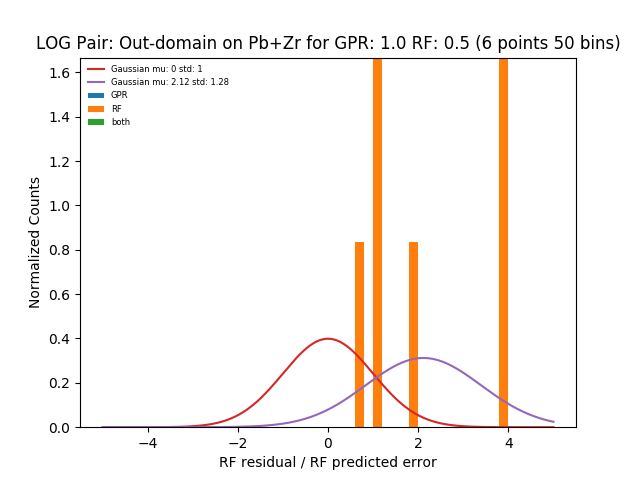 LOG Pair: Out-domain on Pb+Zr for GPR: 1.0 RF: 0.5 (6 points 50 bins)
Gaussian mu: 0 std: 1
Gaussian mu: 2.12 std: 1.28
GPR
RF
both
Normalized Counts
1.6
1.4
1.2
1.0
0.8
0.6
0.4
0.2
0.0
−4 −2 0 2 4
RF residual / RF predicted error